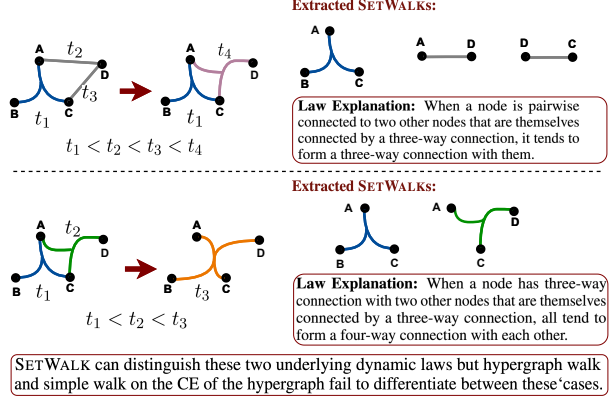 Extracted SETWALKS:
A
t2
D
t3
B
C
t1
A
t4
D
B
C
t1
t1 < t2 < t3 < t4
A
B
C
A
D
D
C
Law Explanation: When a node is pairwise
connected to two other nodes that are themselves
connected by a three-way connection, it tends to
form a three-way connection with them.
Extracted SETWALKS:
A
t2
D
B
C
t1
A
D
B
C
t3
t1 < t2 < t3
A
B
C
A
D
C
Law Explanation: When a node has three-way
connection with two other nodes that are themselves
connected by a three-way connection, all tend to
form a four-way connection with each other.
SETWALK can distinguish these two underlying dynamic laws but hypergraph walk
and simple walk on the CE of the hypergraph fail to differentiate between these‘cases.